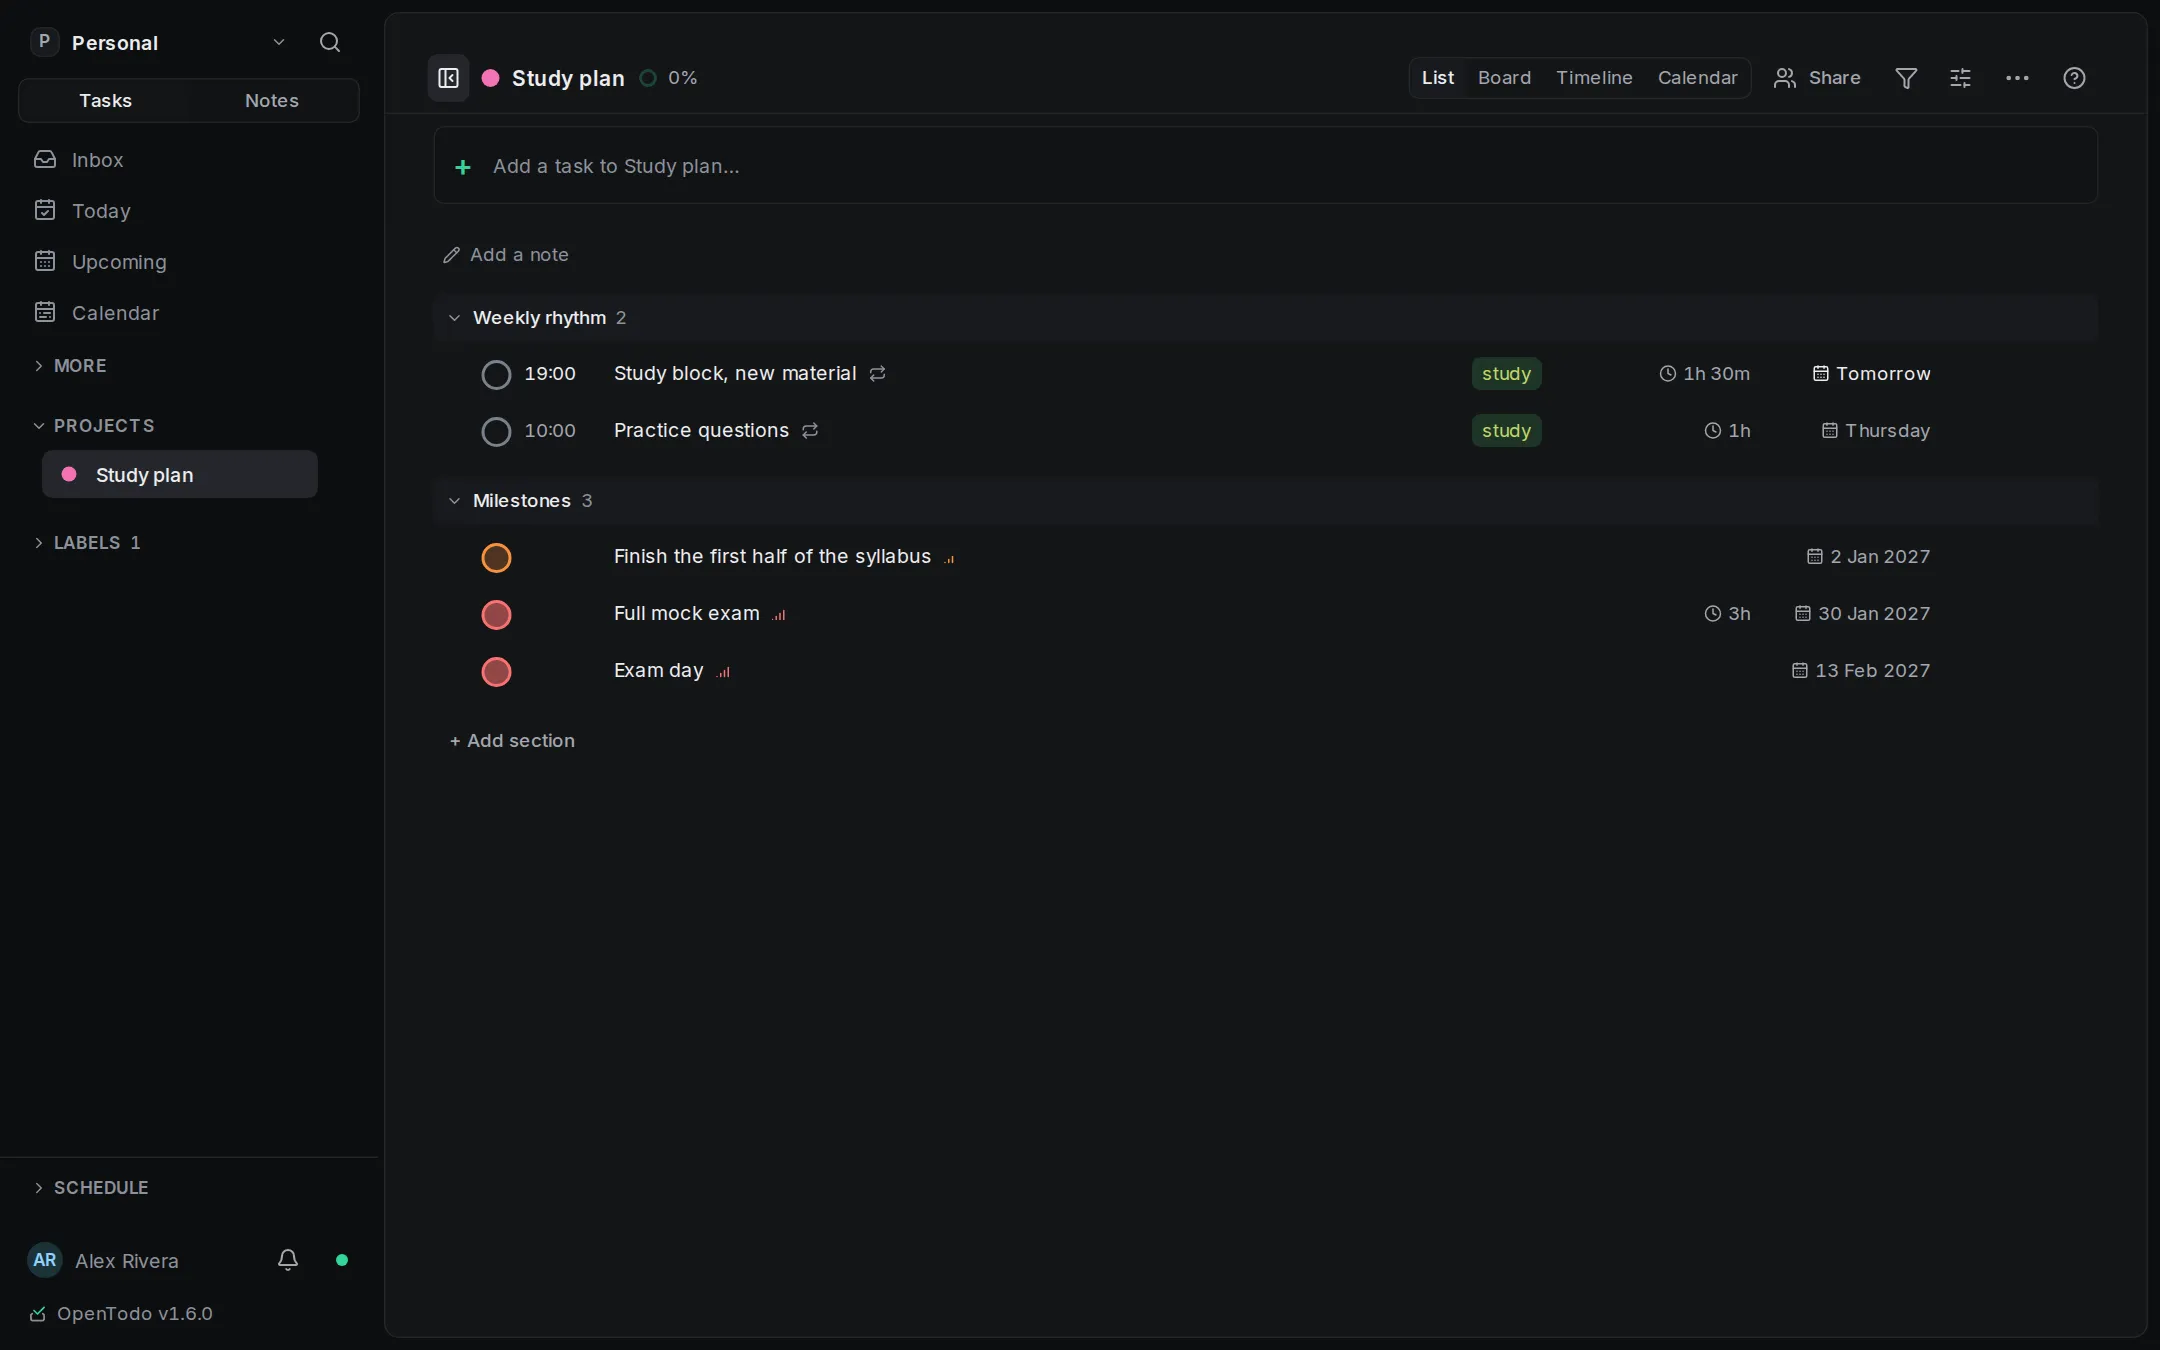 P Personal
Tasks Notes
Inbox
Today
Upcoming
Calendar
MORE
PROJECTS
Study plan
LABELS 1
SCHEDULE
AR Alex Rivera
OpenTodo v1.6.0
Study plan 0%
List Board Timeline Calendar Share
+ Add a task to Study plan...
Add a note
Weekly rhythm 2
19:00 Study block, new material study 1h 30m Tomorrow
10:00 Practice questions study 1h Thursday
Milestones 3
Finish the first half of the syllabus 2 Jan 2027
Full mock exam 3h 30 Jan 2027
Exam day 13 Feb 2027
+ Add section